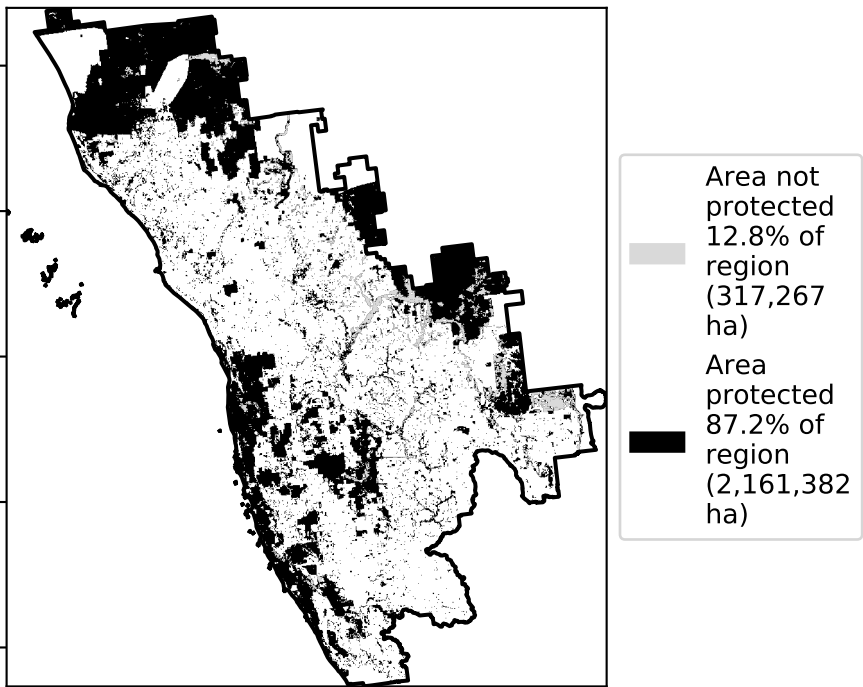 Area not
protected
12.8% of
region
(317,267
ha)
Area
protected
87.2% of
region
(2,161,382
ha)